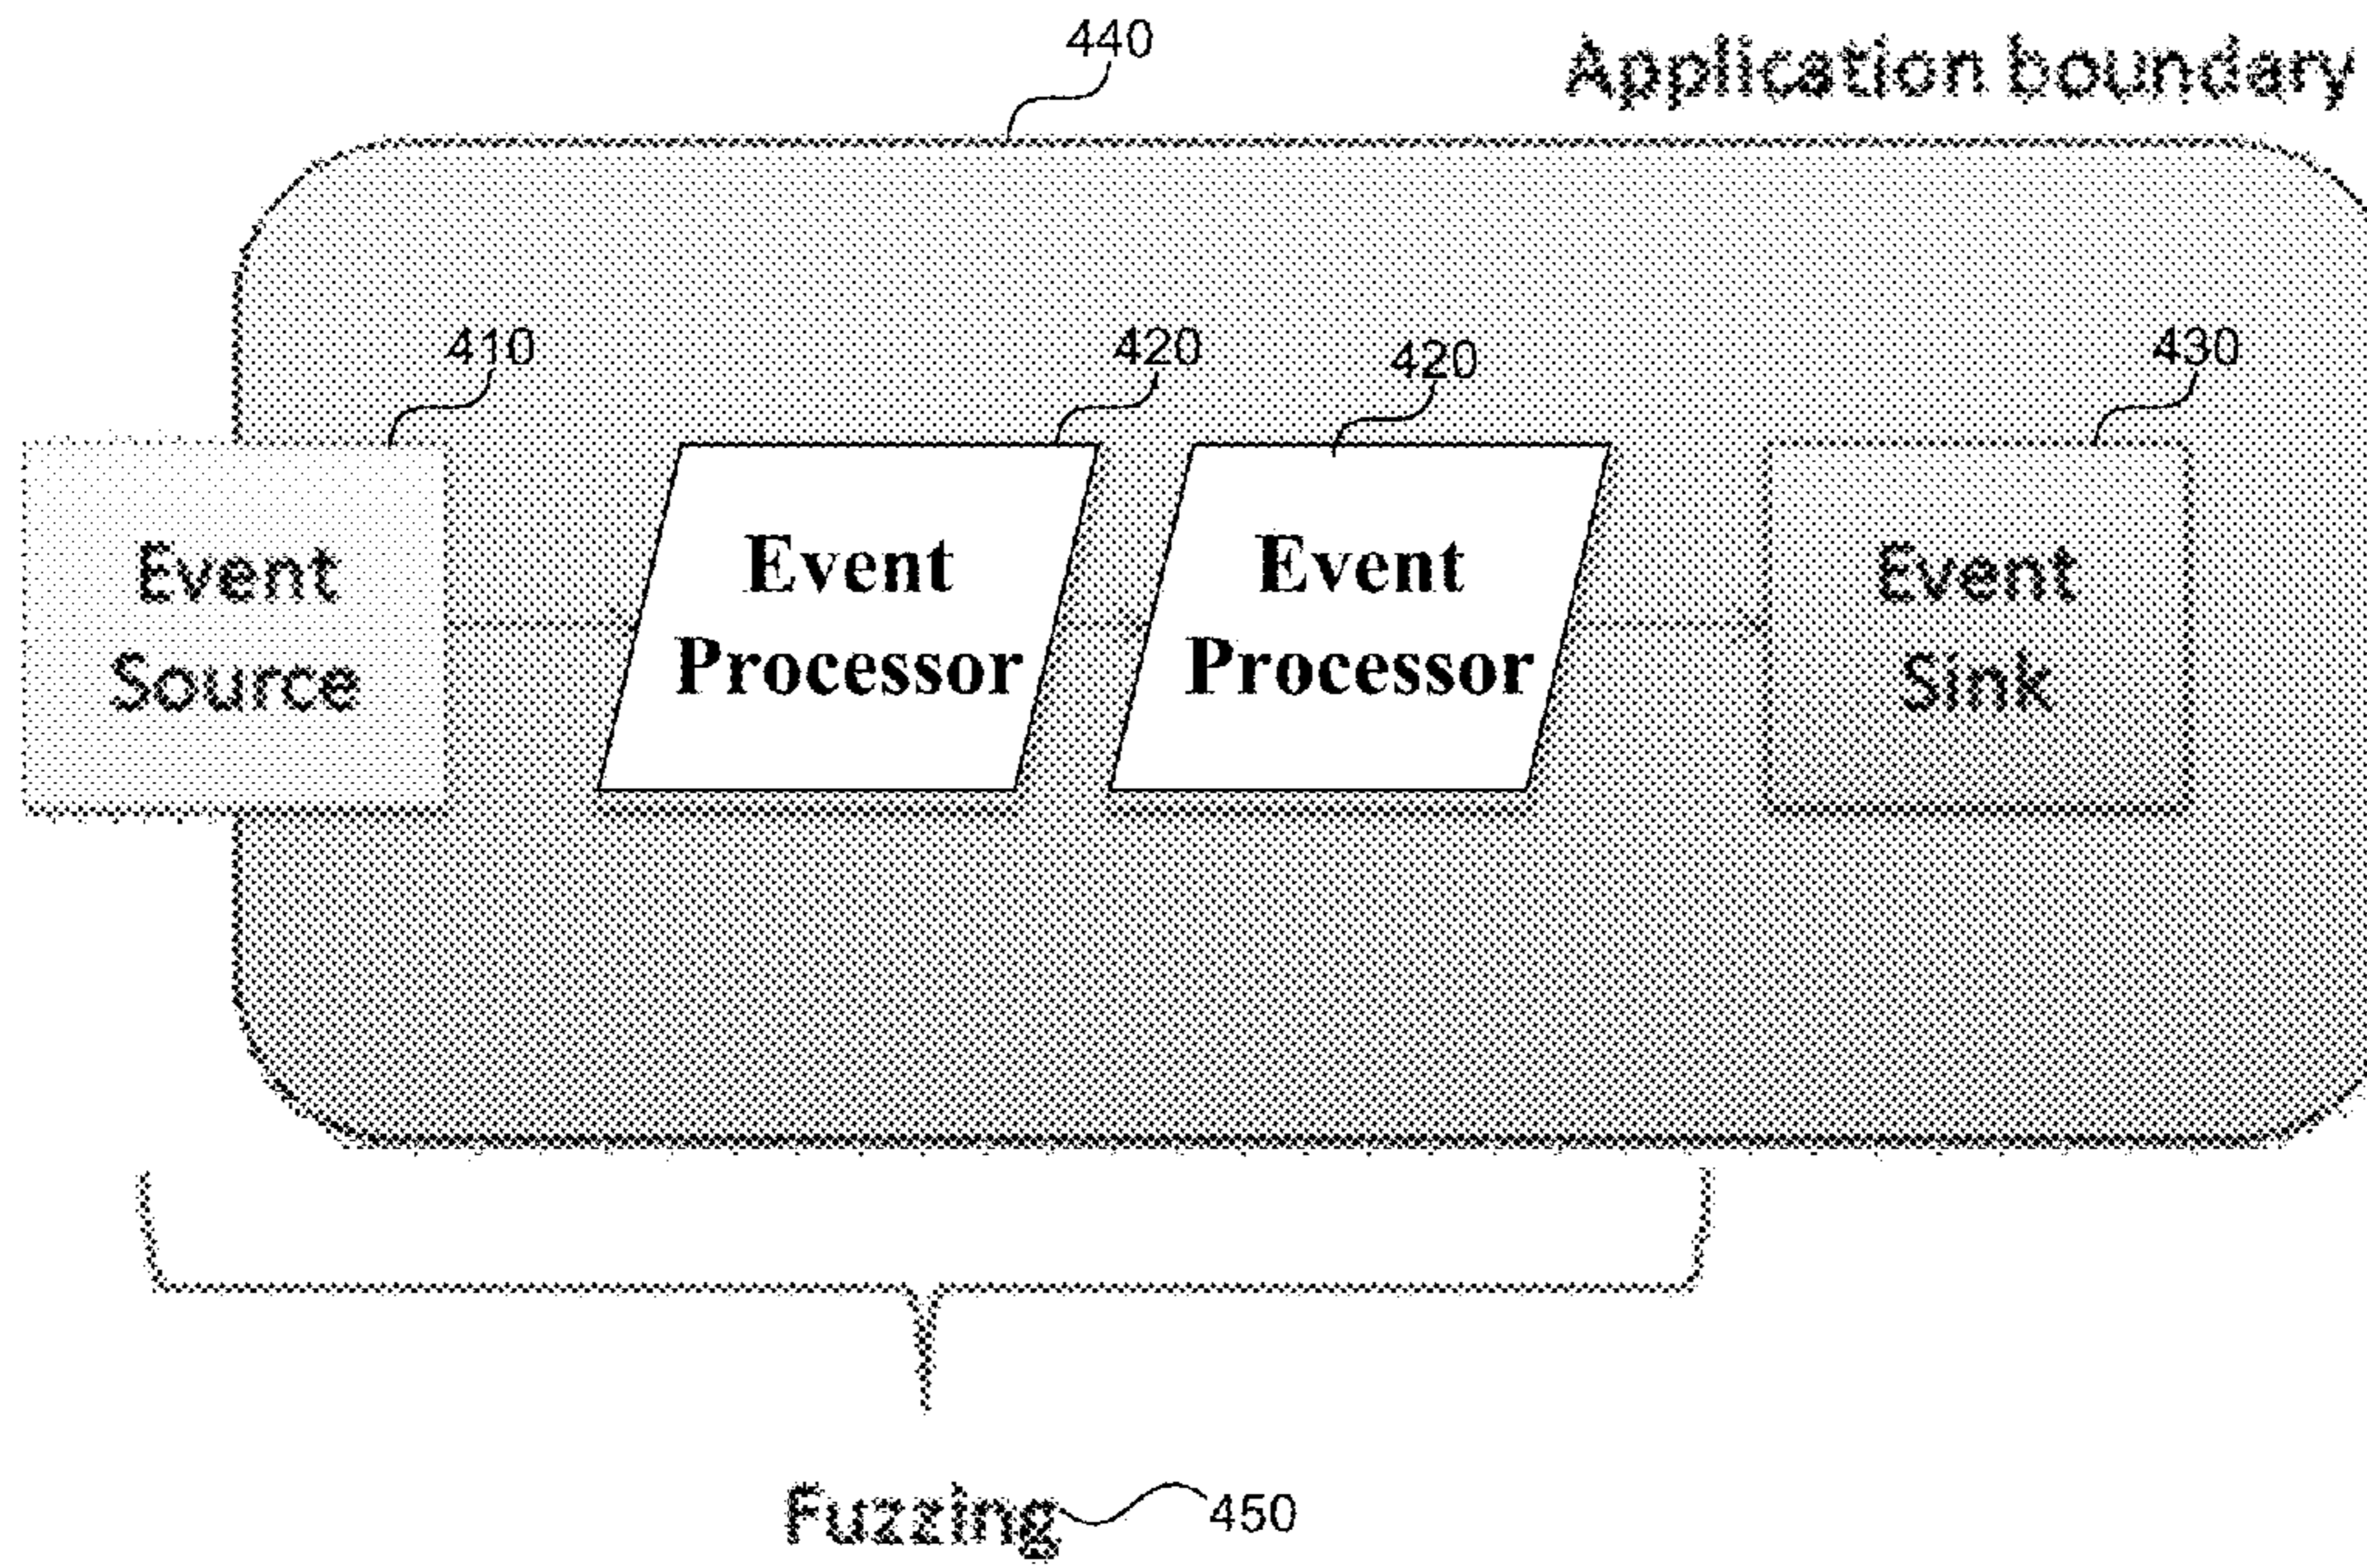 440
Application boundary
410
420
420
430
Event
Source
Event
Processor
Event
Processor
Event
Sink
Fuzzing
450